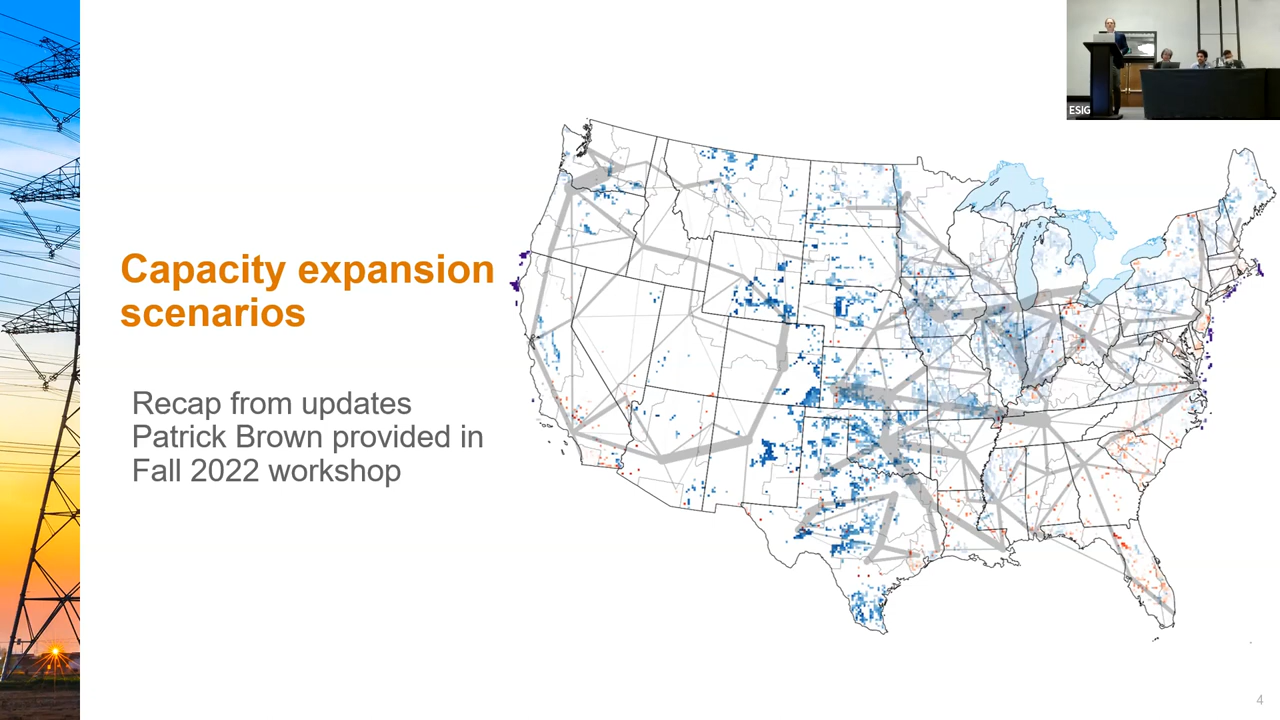 ESIG
Capacity expansion
scenarios
Recap from updates
Patrick Brown provided in
Fall 2022 workshop
4